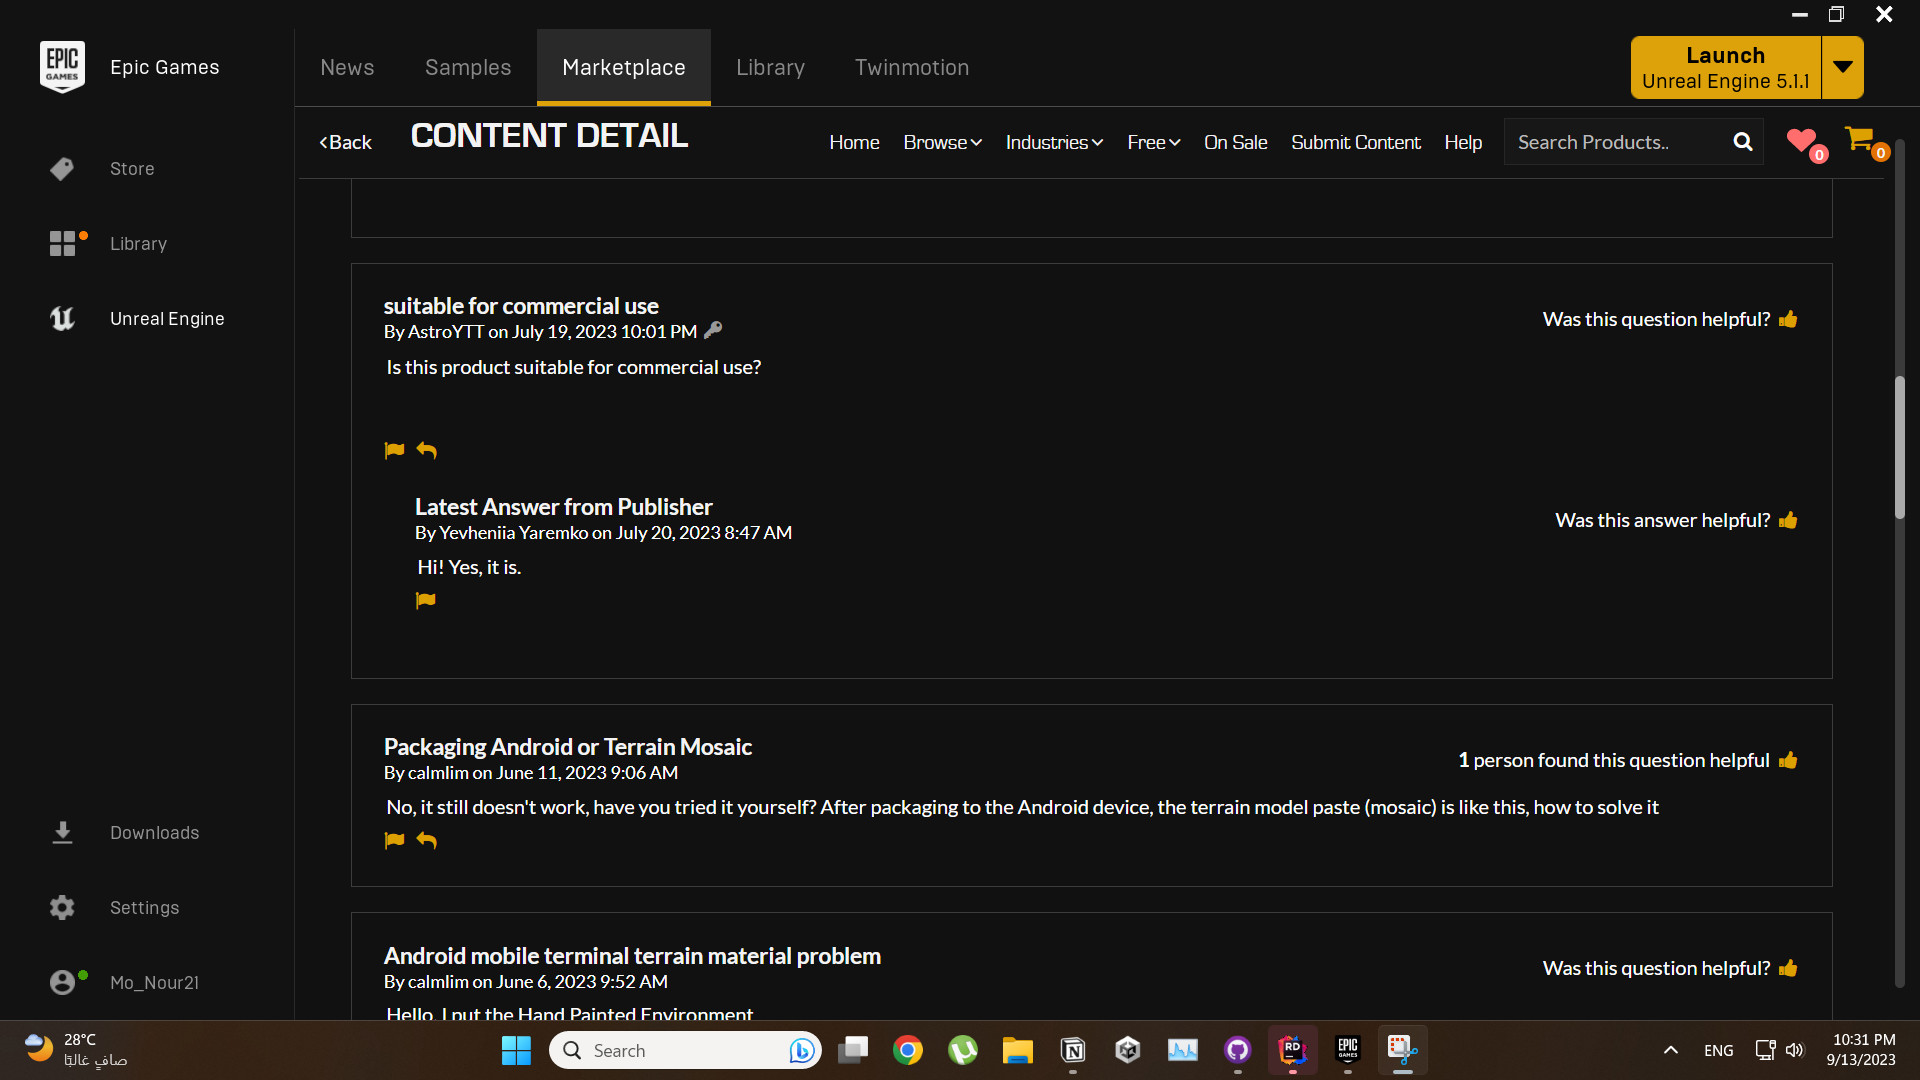 EPIC GAMES
Epic Games
News
Samples
Marketplace
Library
Twinmotion
Launch
Unreal Engine 5.1.1
Back
CONTENT DETAIL
Home
Browse
Industries
Free
On Sale
Submit Content
Help
Search Products..
0
0
Store
Library
Unreal Engine
suitable for commercial use
By AstroYTT on July 19, 2023 10:01 PM
Was this question helpful?
Is this product suitable for commercial use?
Latest Answer from Publisher
By Yevheniia Yaremko on July 20, 2023 8:47 AM
Was this answer helpful?
Hi! Yes, it is.
Packaging Android or Terrain Mosaic
By calmlim on June 11, 2023 9:06 AM
1 person found this question helpful
No, it still doesn't work, have you tried it yourself? After packaging to the Android device, the terrain model paste (mosaic) is like this, how to solve it
Android mobile terminal terrain material problem
By calmlim on June 6, 2023 9:52 AM
Was this question helpful?
Hello, I put the Hand Painted Environment
Downloads
Settings
Mo_Nour21
28°C
صافٍ غالبًا
Search
RD
EPIC GAMES
ENG
10:31 PM
9/13/2023